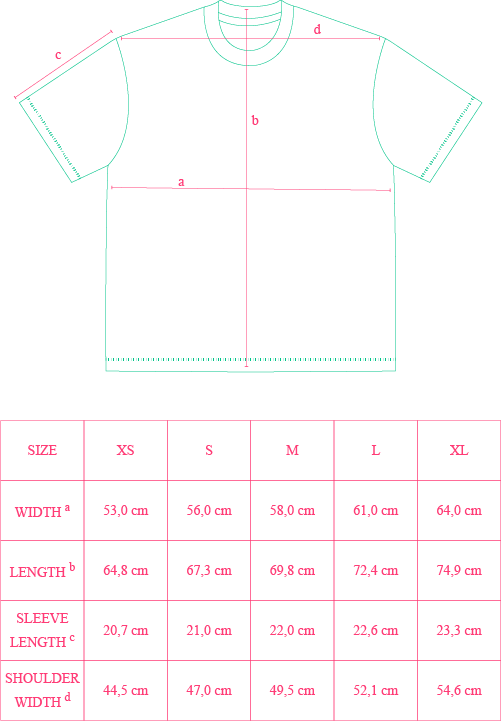 d
c
b
a
SIZE XS S M L XL
WIDTH a 53,0 cm 56,0 cm 58,0 cm 61,0 cm 64,0 cm
LENGTH b 64,8 cm 67,3 cm 69,8 cm 72,4 cm 74,9 cm
SLEEVE
LENGTH c 20,7 cm 21,0 cm 22,0 cm 22,6 cm 23,3 cm
SHOULDER
WIDTH d 44,5 cm 47,0 cm 49,5 cm 52,1 cm 54,6 cm